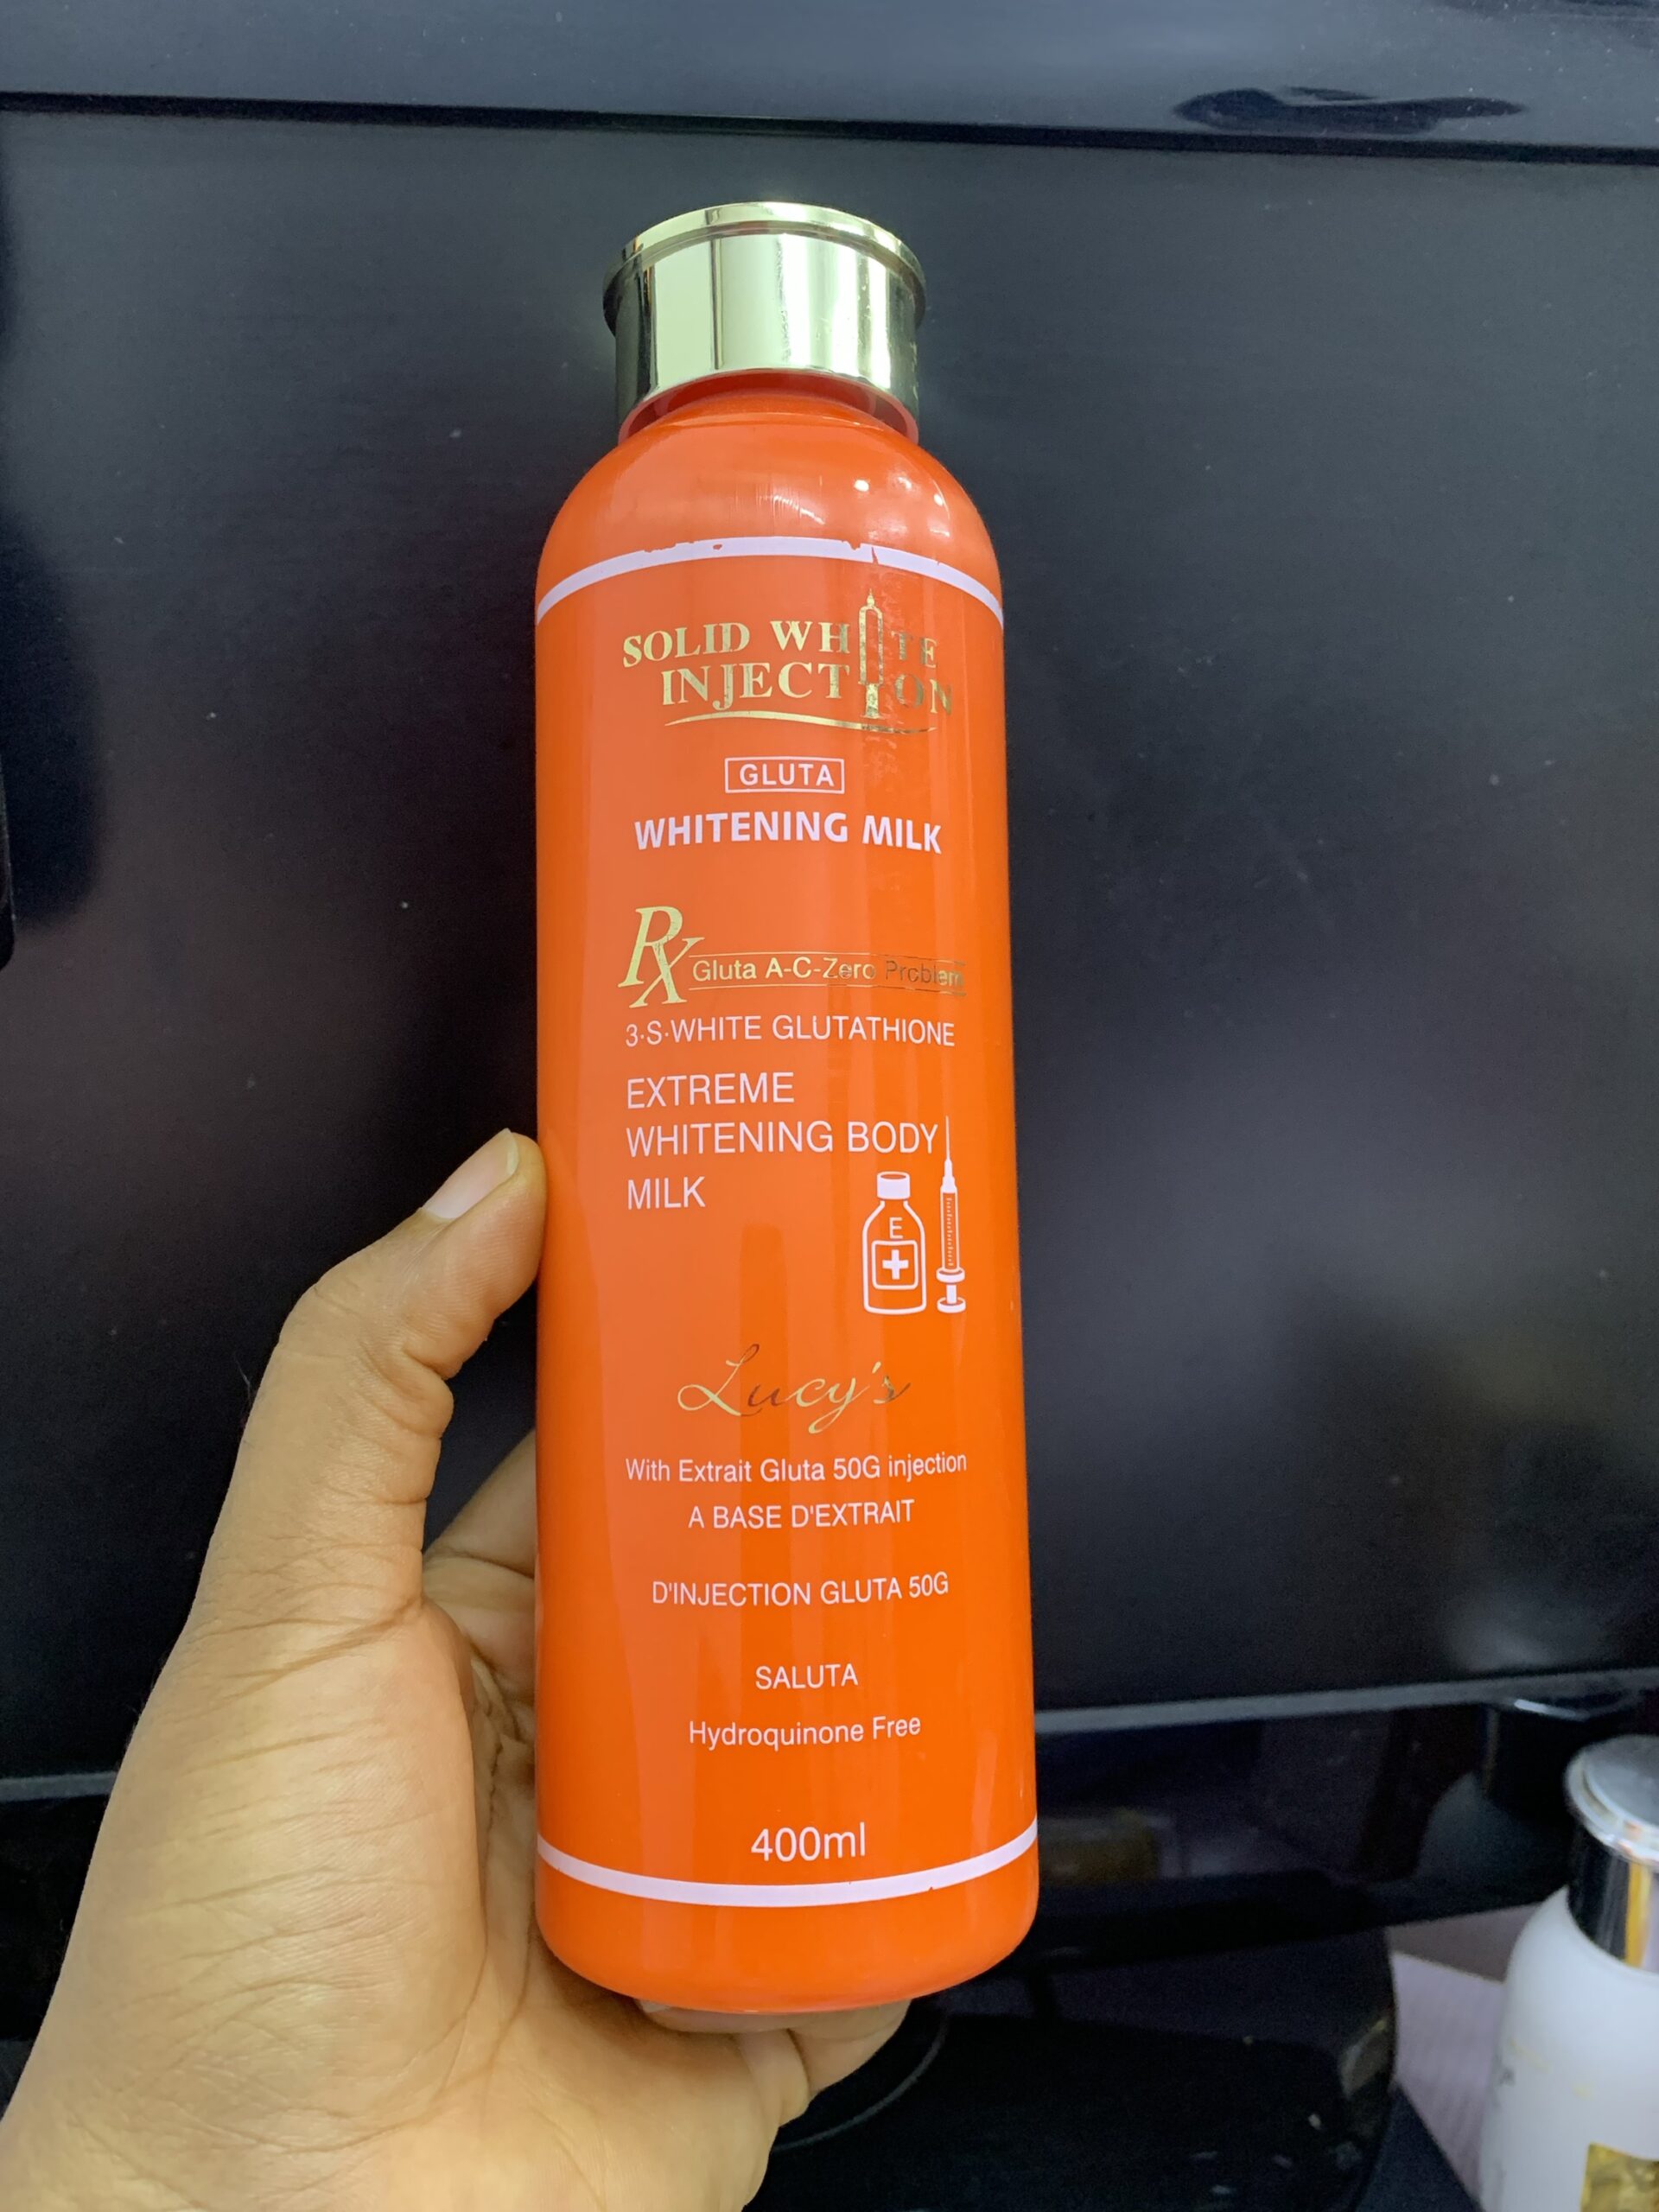 SOLID WHITE
INJECTION
GLUTA
WHITENING MILK
Rx Gluta A-C-Zero Problem
3·S·WHITE GLUTATHIONE
EXTREME
WHITENING BODY
MILK
E
Lucy's
With Extrait Gluta 50G injection
A BASE D'EXTRAIT
D'INJECTION GLUTA 50G
SALUTA
Hydroquinone Free
400ml